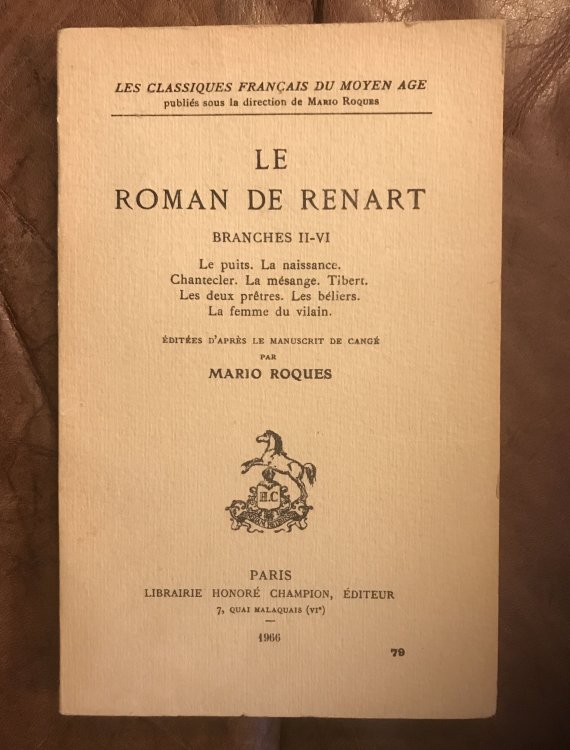 LES CLASSIQUES FRANÇAIS DU MOYEN AGE
publiés sous la direction de MARIO ROQUES
LE
ROMAN DE RENART
BRANCHES II-VI
Le puits. La naissance.
Chantecler. La mésange. Tibert.
Les deux prêtres. Les béliers.
La femme du vilain.
ÉDITÉES D'APRÈS LE MANUSCRIT DE CANGÉ
PAR
MARIO ROQUES
H.C
PARIS
LIBRAIRIE HONORÉ CHAMPION, ÉDITEUR
7, QUAI MALAQUAIS (VIe)
1966
79